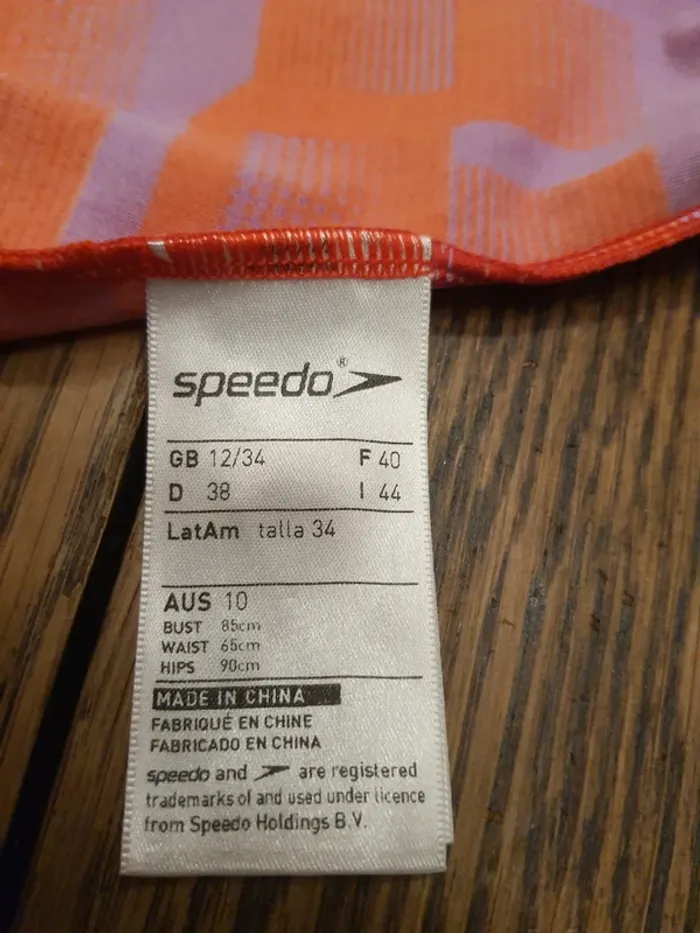 speedo®
GB 12/34 F 40
D 38 I 44
LatAm talla 34
AUS 10
BUST 85cm
WAIST 65cm
HIPS 90cm
MADE IN CHINA
FABRIQUÉ EN CHINE
FABRICADO EN CHINA
speedo and are registered
trademarks of and used under licence
from Speedo Holdings B.V.